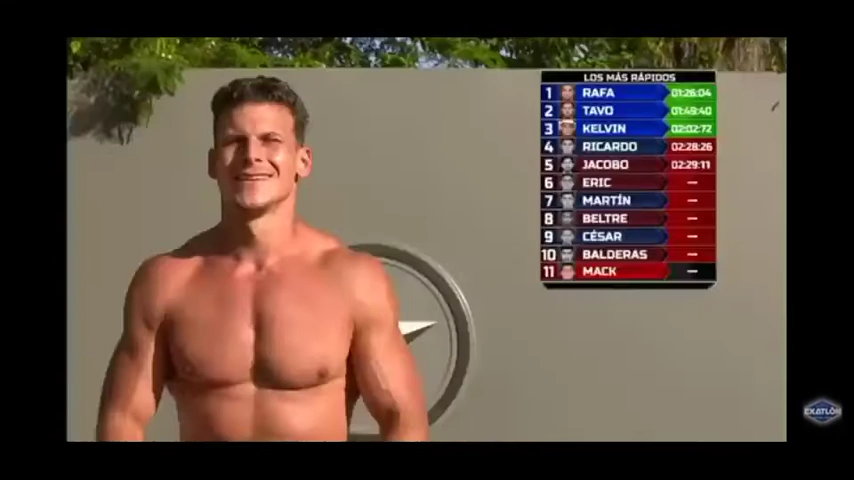 LOS MÁS RÁPIDOS
1 RAFA 01:26:04
2 TAVO 01:49:40
3 KELVIN 02:02:72
4 RICARDO 02:28:26
5 JACOBO 02:29:11
6 ERIC —
7 MARTÍN —
8 BELTRE —
9 CÉSAR —
10 BALDERAS —
11 MACK —
EXATLÓN